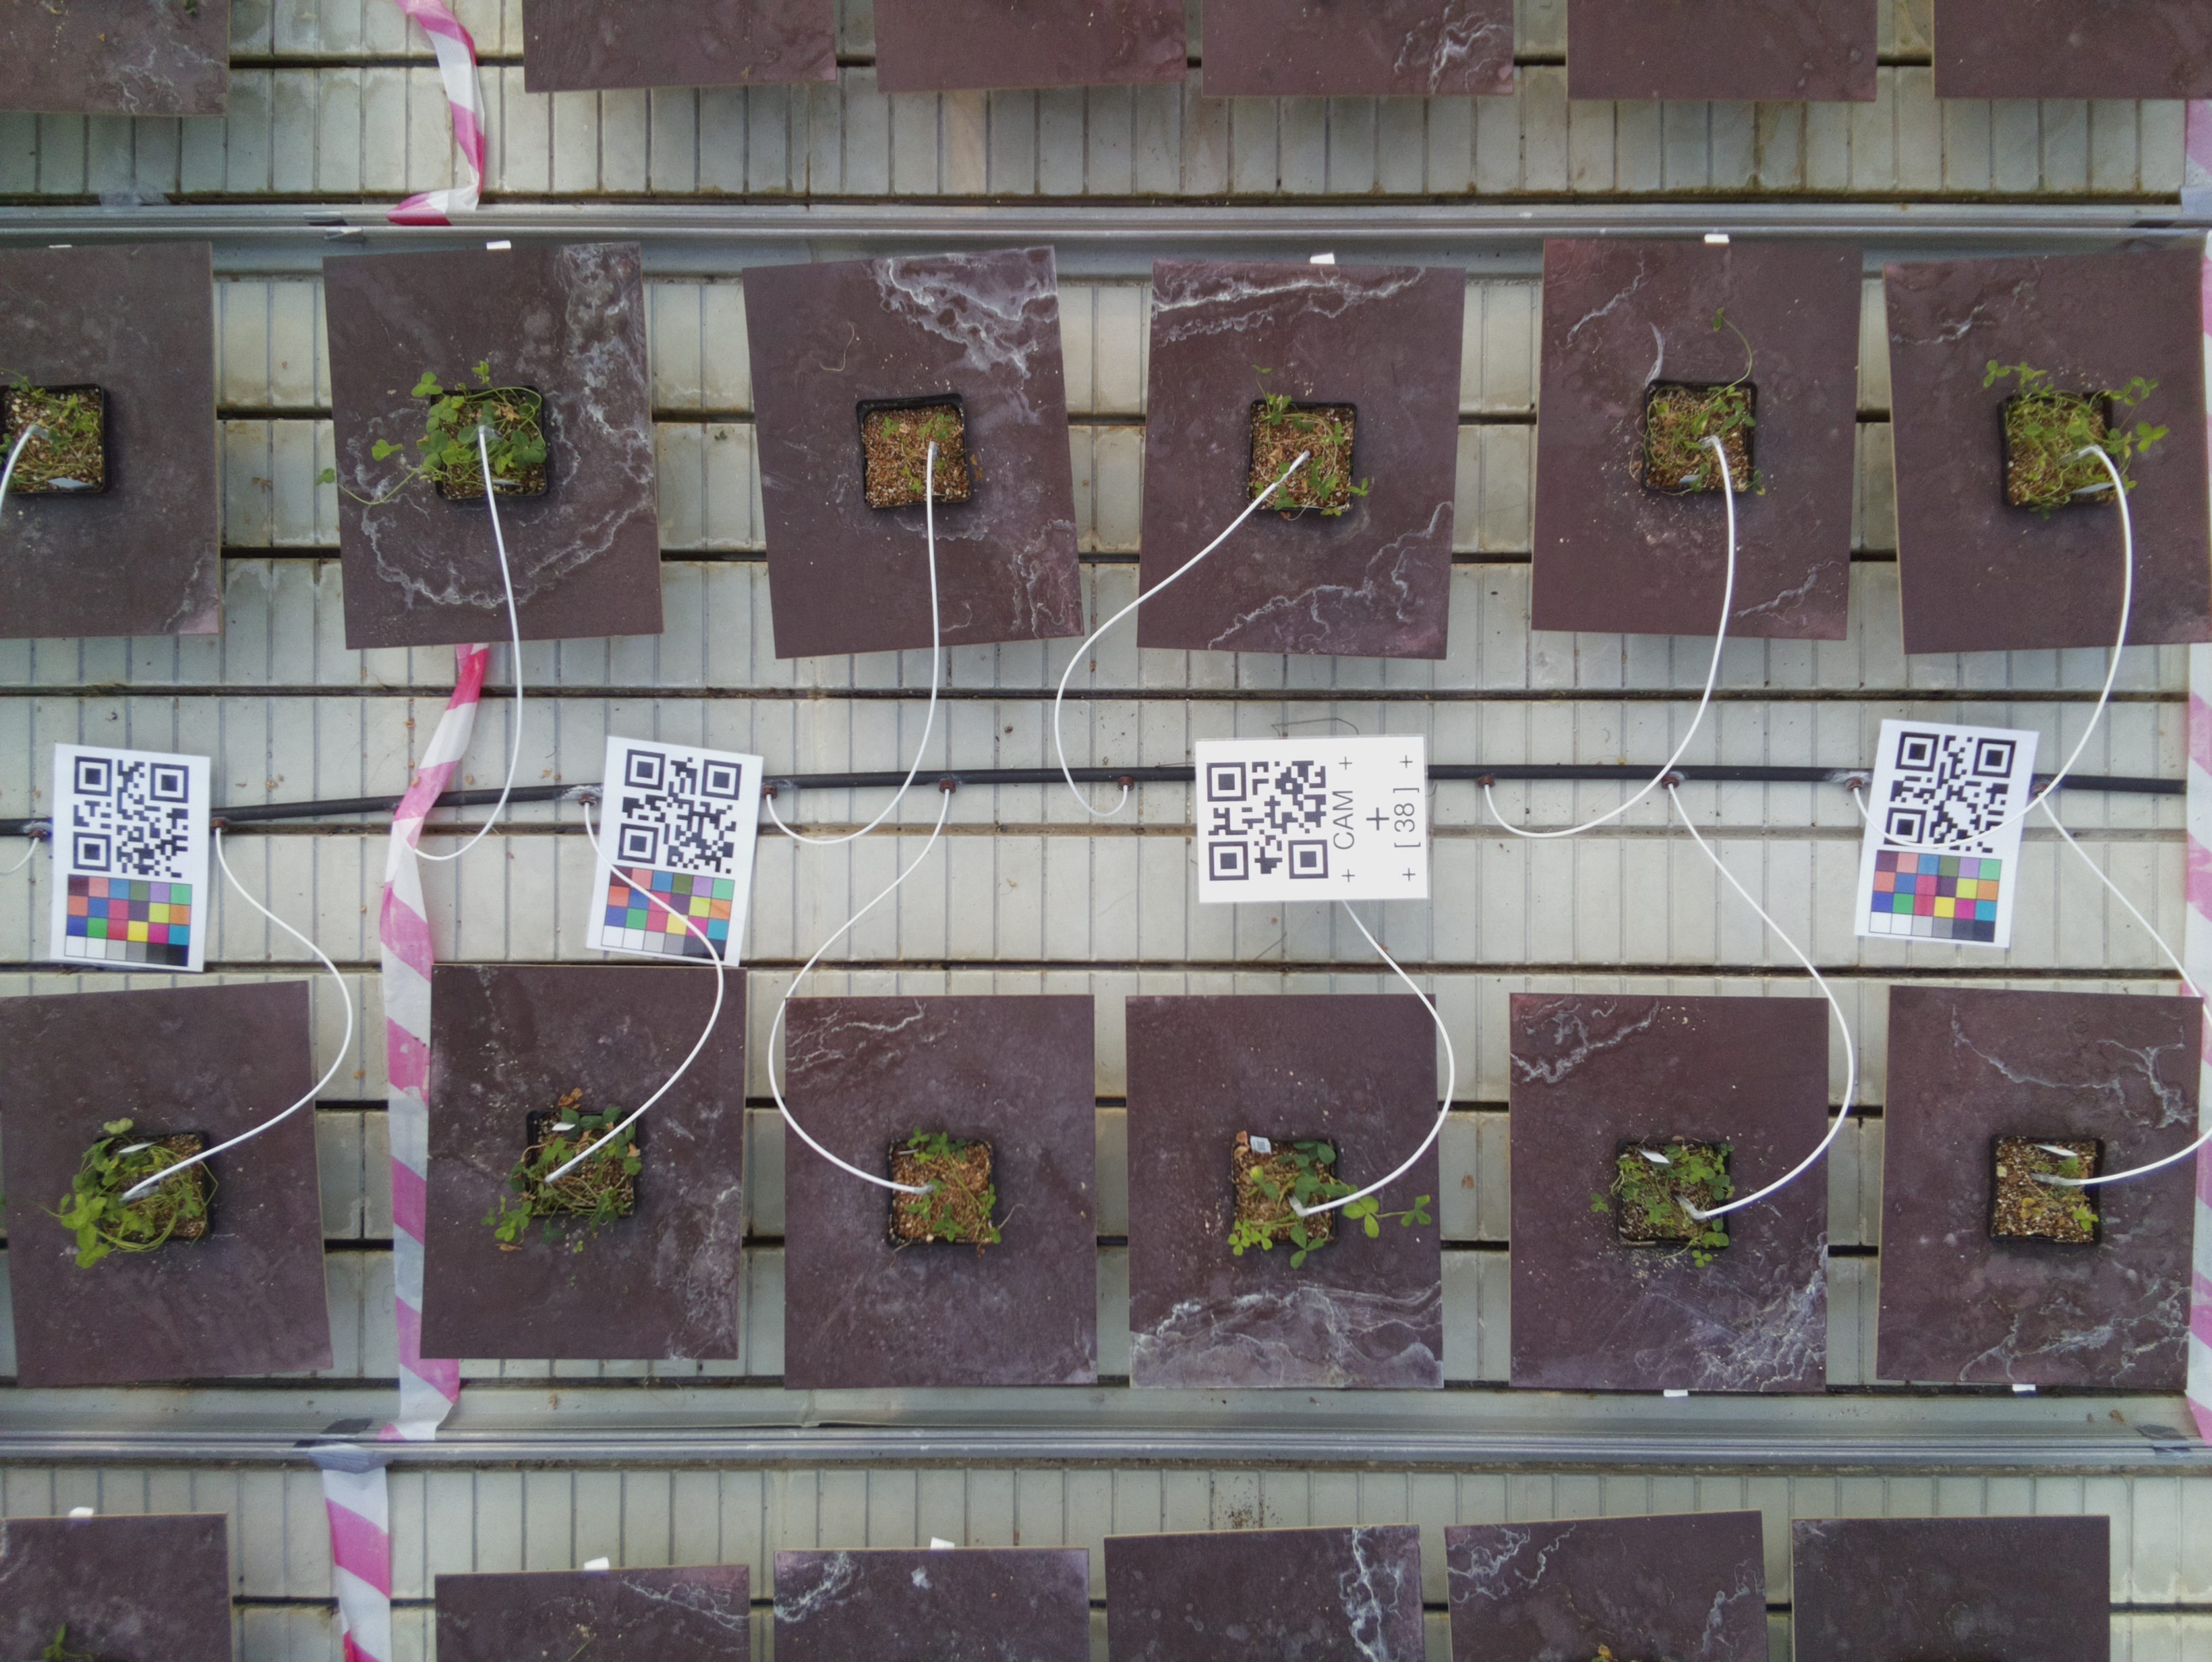 + CAM +
+
+ [ 38 ] +